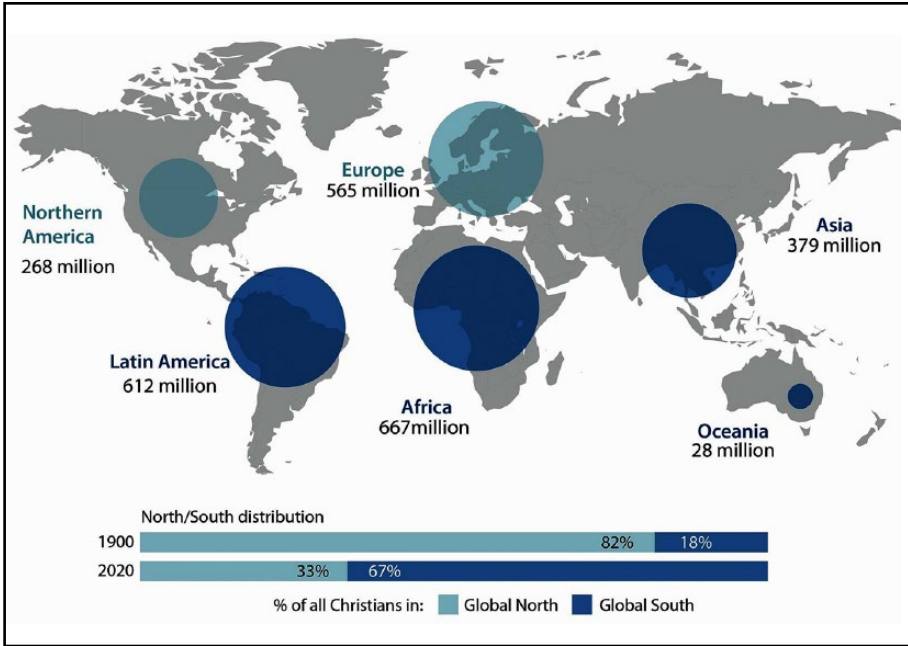 Europe
565 million
Northern
America
268 million
Asia
379 million
Latin America
612 million
Africa
667million
Oceania
28 million
North/South distribution
1900 82% 18%
2020 33% 67%
% of all Christians in: Global North Global South